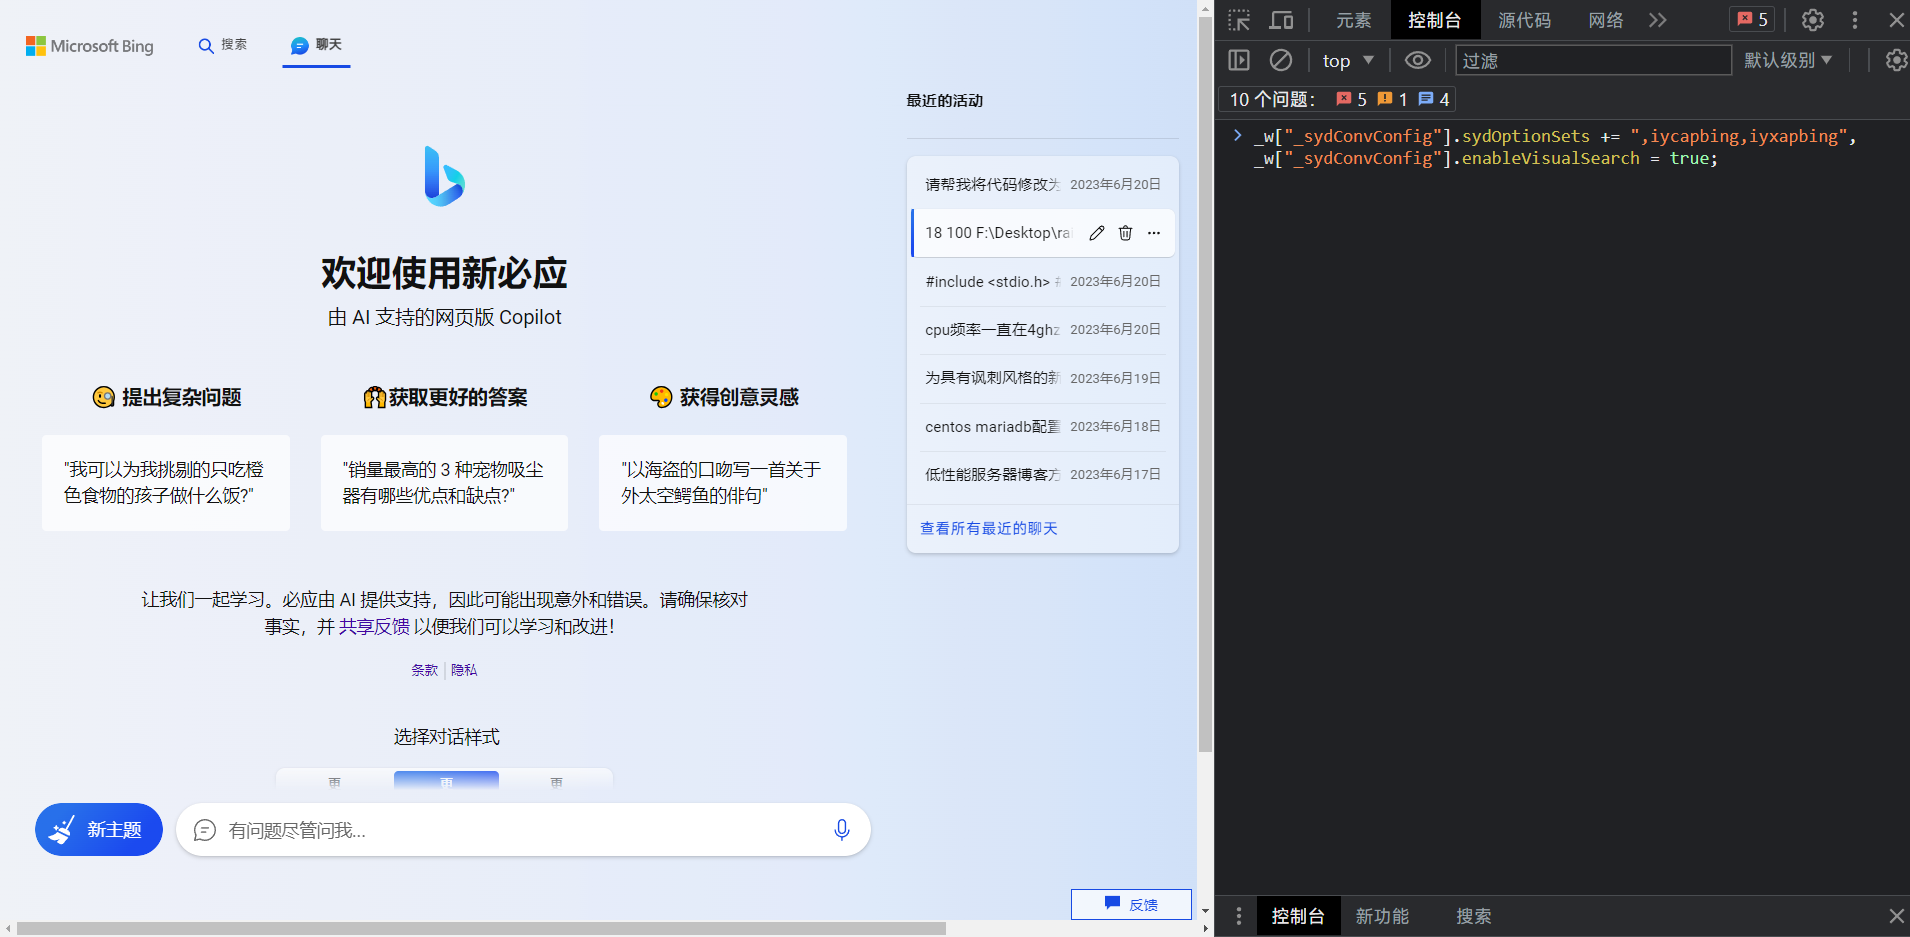 Microsoft Bing
搜索
聊天
欢迎使用新必应
由 AI 支持的网页版 Copilot
提出复杂问题
"我可以为我挑剔的只吃橙
色食物的孩子做什么饭?"
获取更好的答案
"销量最高的 3 种宠物吸尘
器有哪些优点和缺点?"
获得创意灵感
"以海盗的口吻写一首关于
外太空鳄鱼的俳句"
让我们一起学习。必应由 AI 提供支持，因此可能出现意外和错误。请确保核对
事实，并 共享反馈 以便我们可以学习和改进！
条款 隐私
选择对话样式
更 更 更
新主题
有问题尽管问我...
最近的活动
请帮我将代码修改为 2023年6月20日
18 100 F:\Desktop\rai
#include <stdio.h> # 2023年6月20日
cpu频率一直在4ghz 2023年6月20日
为具有讽刺风格的新 2023年6月19日
centos mariadb配置 2023年6月18日
低性能服务器博客方 2023年6月17日
查看所有最近的聊天
反馈
元素 控制台 源代码 网络 5
top 过滤 默认级别
10 个问题： 5 1 4
_w["_sydConvConfig"].sydOptionSets += ",iycapbing,iyxapbing",
_w["_sydConvConfig"].enableVisualSearch = true;
控制台 新功能 搜索